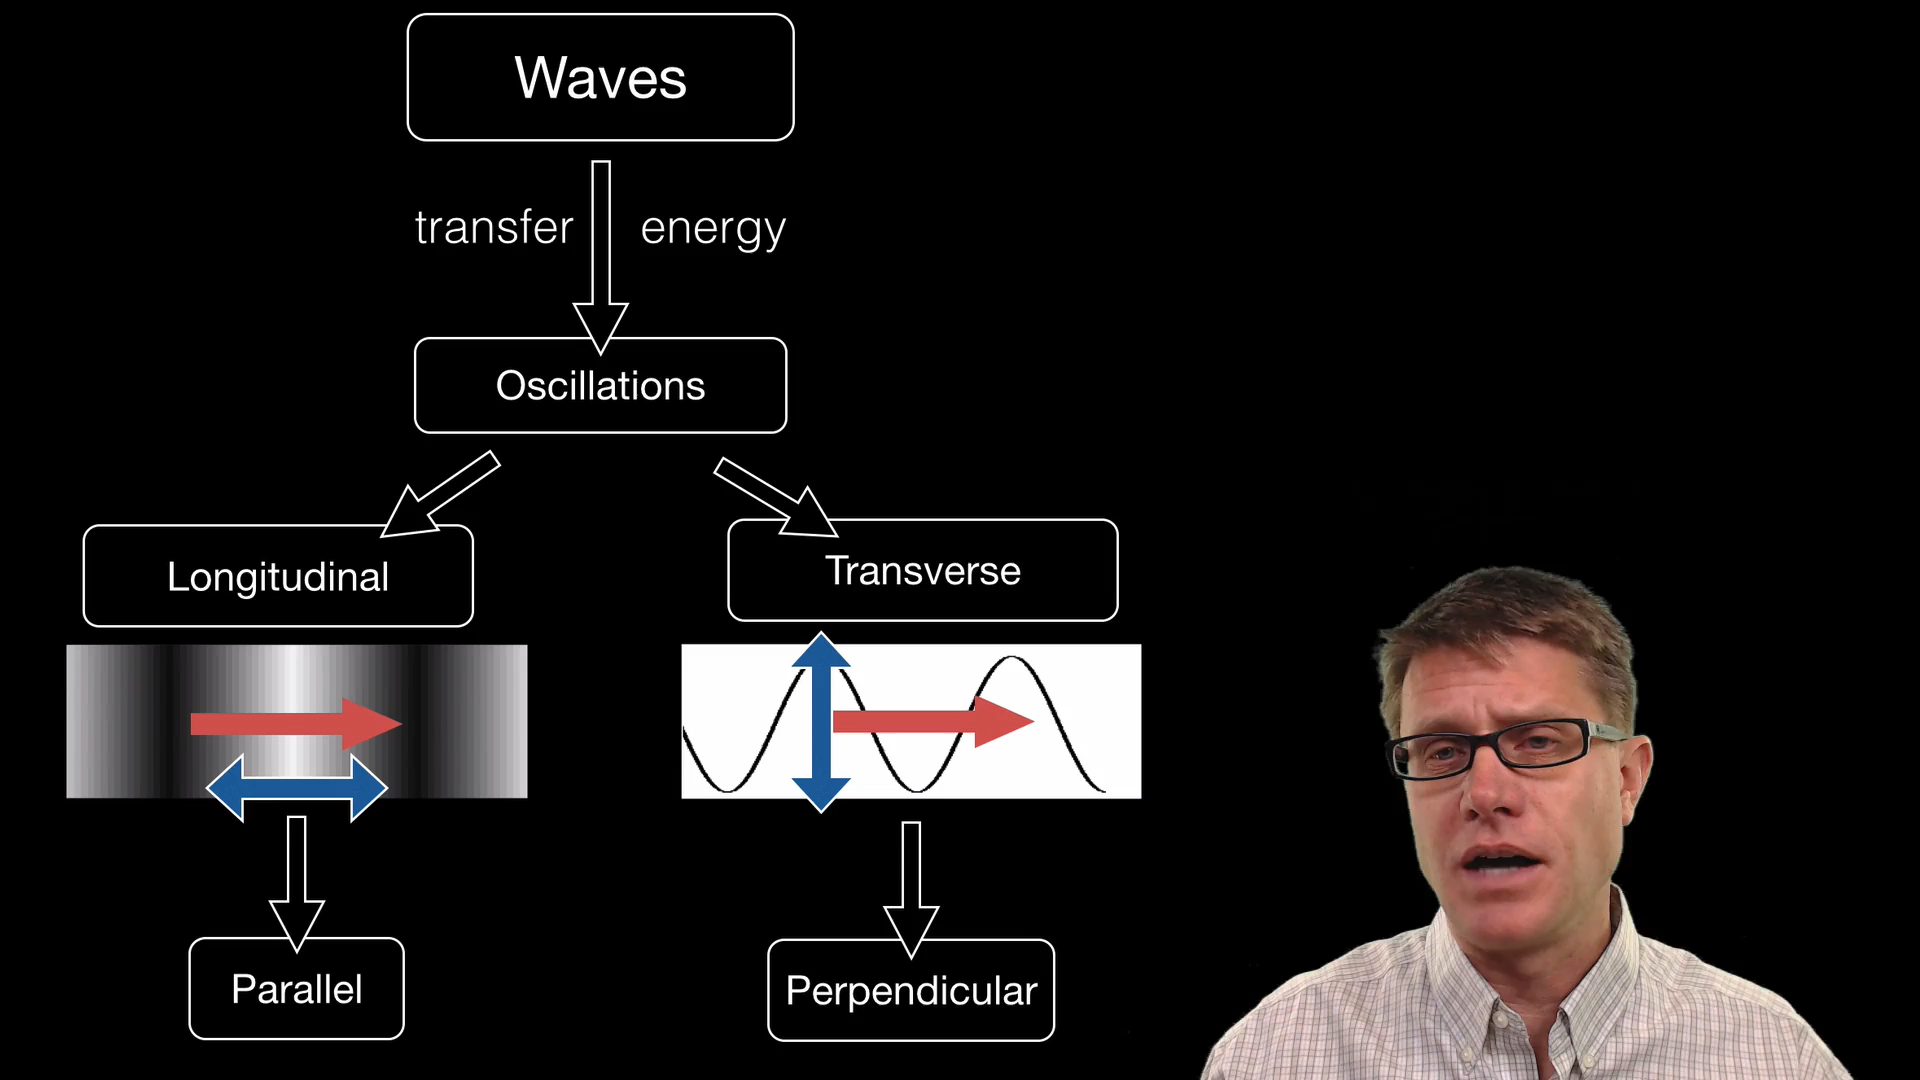 Waves
transfer energy
Oscillations
Longitudinal
Transverse
Parallel
Perpendicular